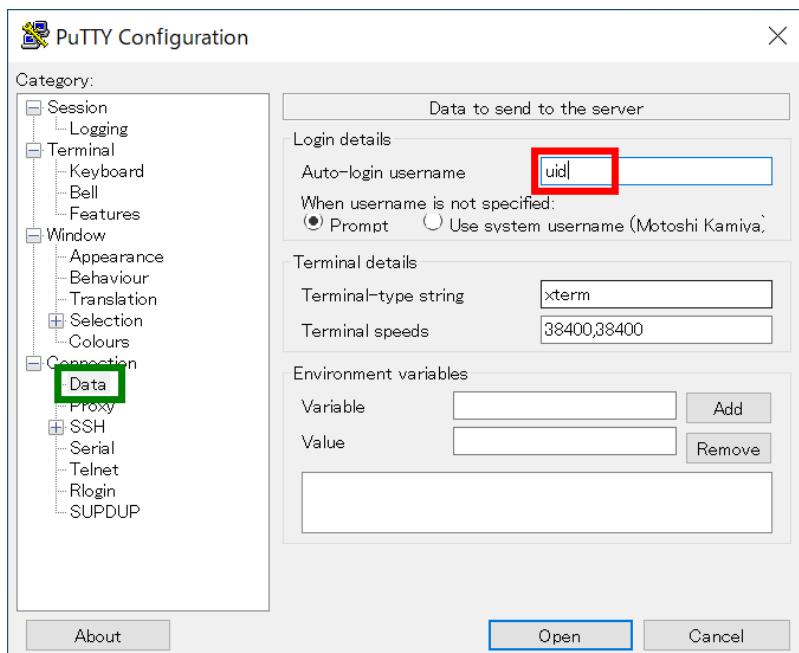 PuTTY Configuration
Category:
Session
Logging
Terminal
Keyboard
Bell
Features
Window
Appearance
Behaviour
Translation
Selection
Colours
Connection
Data
Proxy
SSH
Serial
Telnet
Rlogin
SUPDUP
Data to send to the server
Login details
Auto-login username uid
When username is not specified:
Prompt Use system username (Motoshi Kamiya)
Terminal details
Terminal-type string xterm
Terminal speeds 38400,38400
Environment variables
Variable Add
Value Remove
About Open Cancel